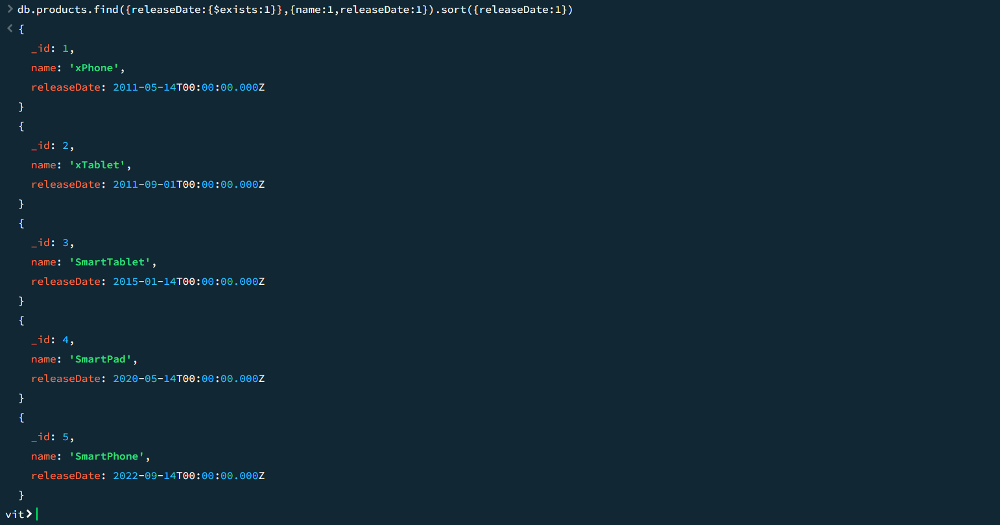 > db.products.find({releaseDate:{$exists:1}},{name:1,releaseDate:1}).sort({releaseDate:1})
< {
_id: 1,
name: 'xPhone',
releaseDate: 2011-05-14T00:00:00.000Z
}
{
_id: 2,
name: 'xTablet',
releaseDate: 2011-09-01T00:00:00.000Z
}
{
_id: 3,
name: 'SmartTablet',
releaseDate: 2015-01-14T00:00:00.000Z
}
{
_id: 4,
name: 'SmartPad',
releaseDate: 2020-05-14T00:00:00.000Z
}
{
_id: 5,
name: 'SmartPhone',
releaseDate: 2022-09-14T00:00:00.000Z
}
vit>